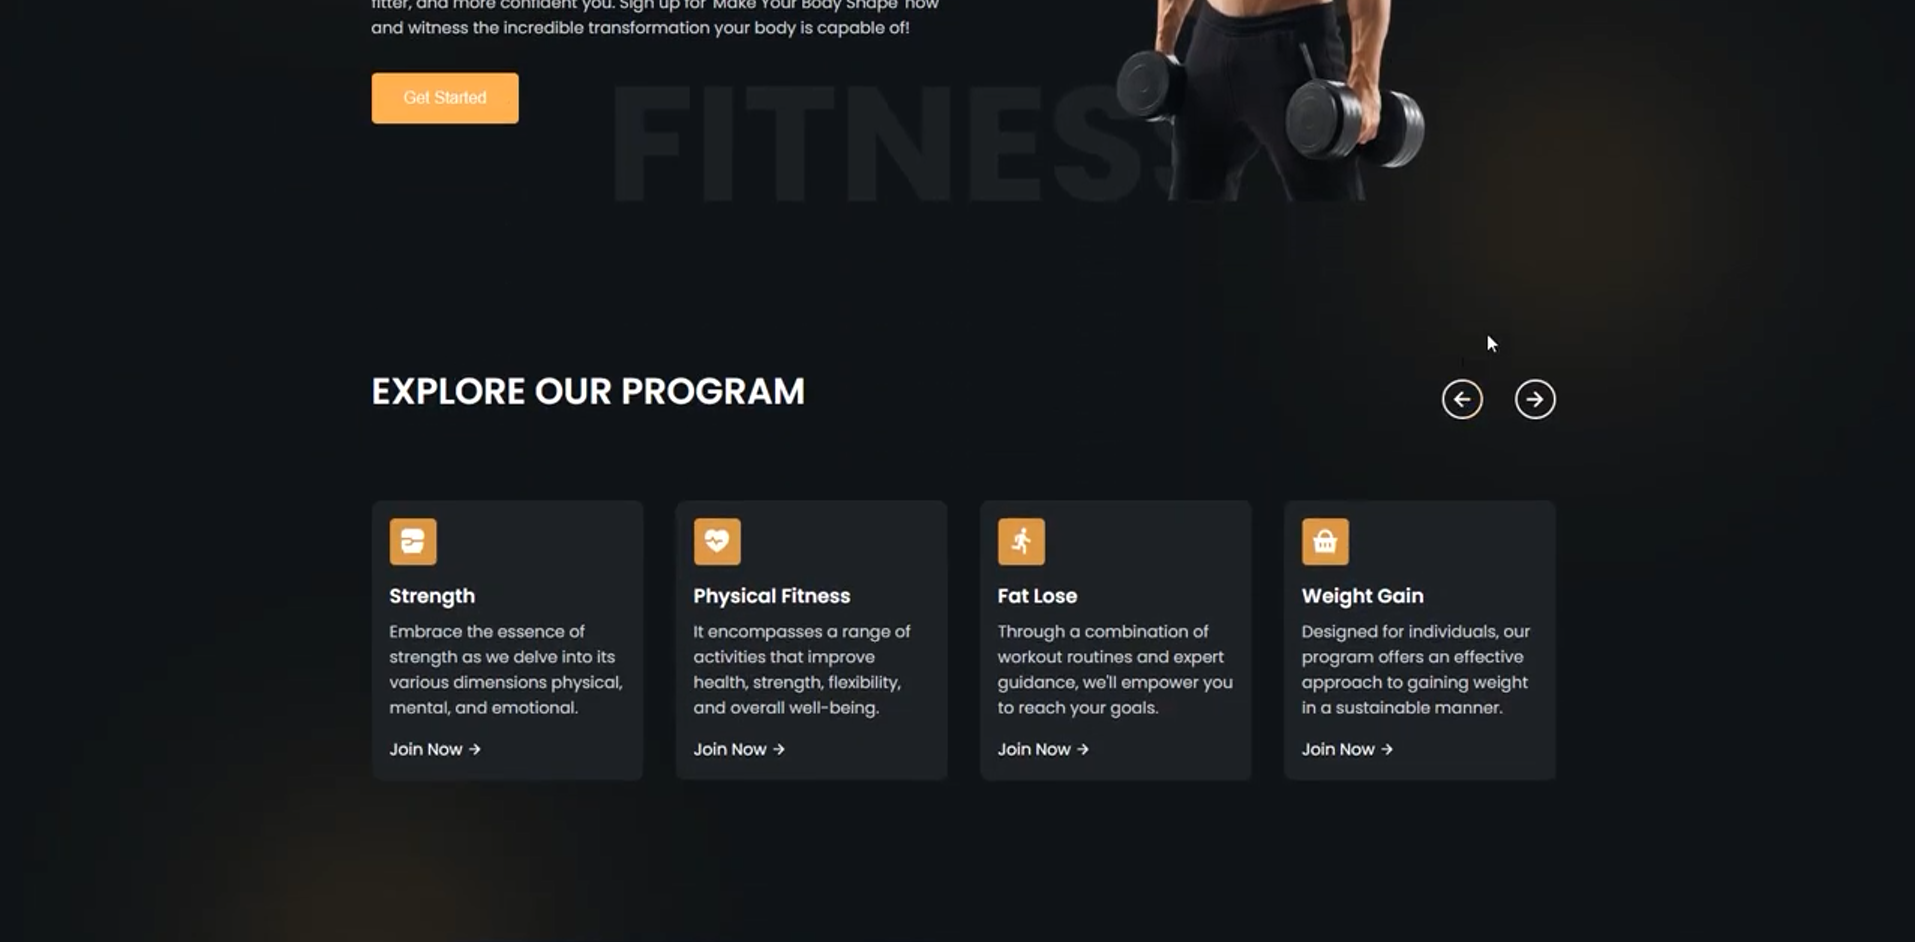 fitter, and more confident you. Sign up for 'Make Your Body Shape' now
and witness the incredible transformation your body is capable of!
Get Started
FITNESS
EXPLORE OUR PROGRAM
Strength
Embrace the essence of
strength as we delve into its
various dimensions physical,
mental, and emotional.
Join Now →
Physical Fitness
It encompasses a range of
activities that improve
health, strength, flexibility,
and overall well-being.
Join Now →
Fat Lose
Through a combination of
workout routines and expert
guidance, we'll empower you
to reach your goals.
Join Now →
Weight Gain
Designed for individuals, our
program offers an effective
approach to gaining weight
in a sustainable manner.
Join Now →